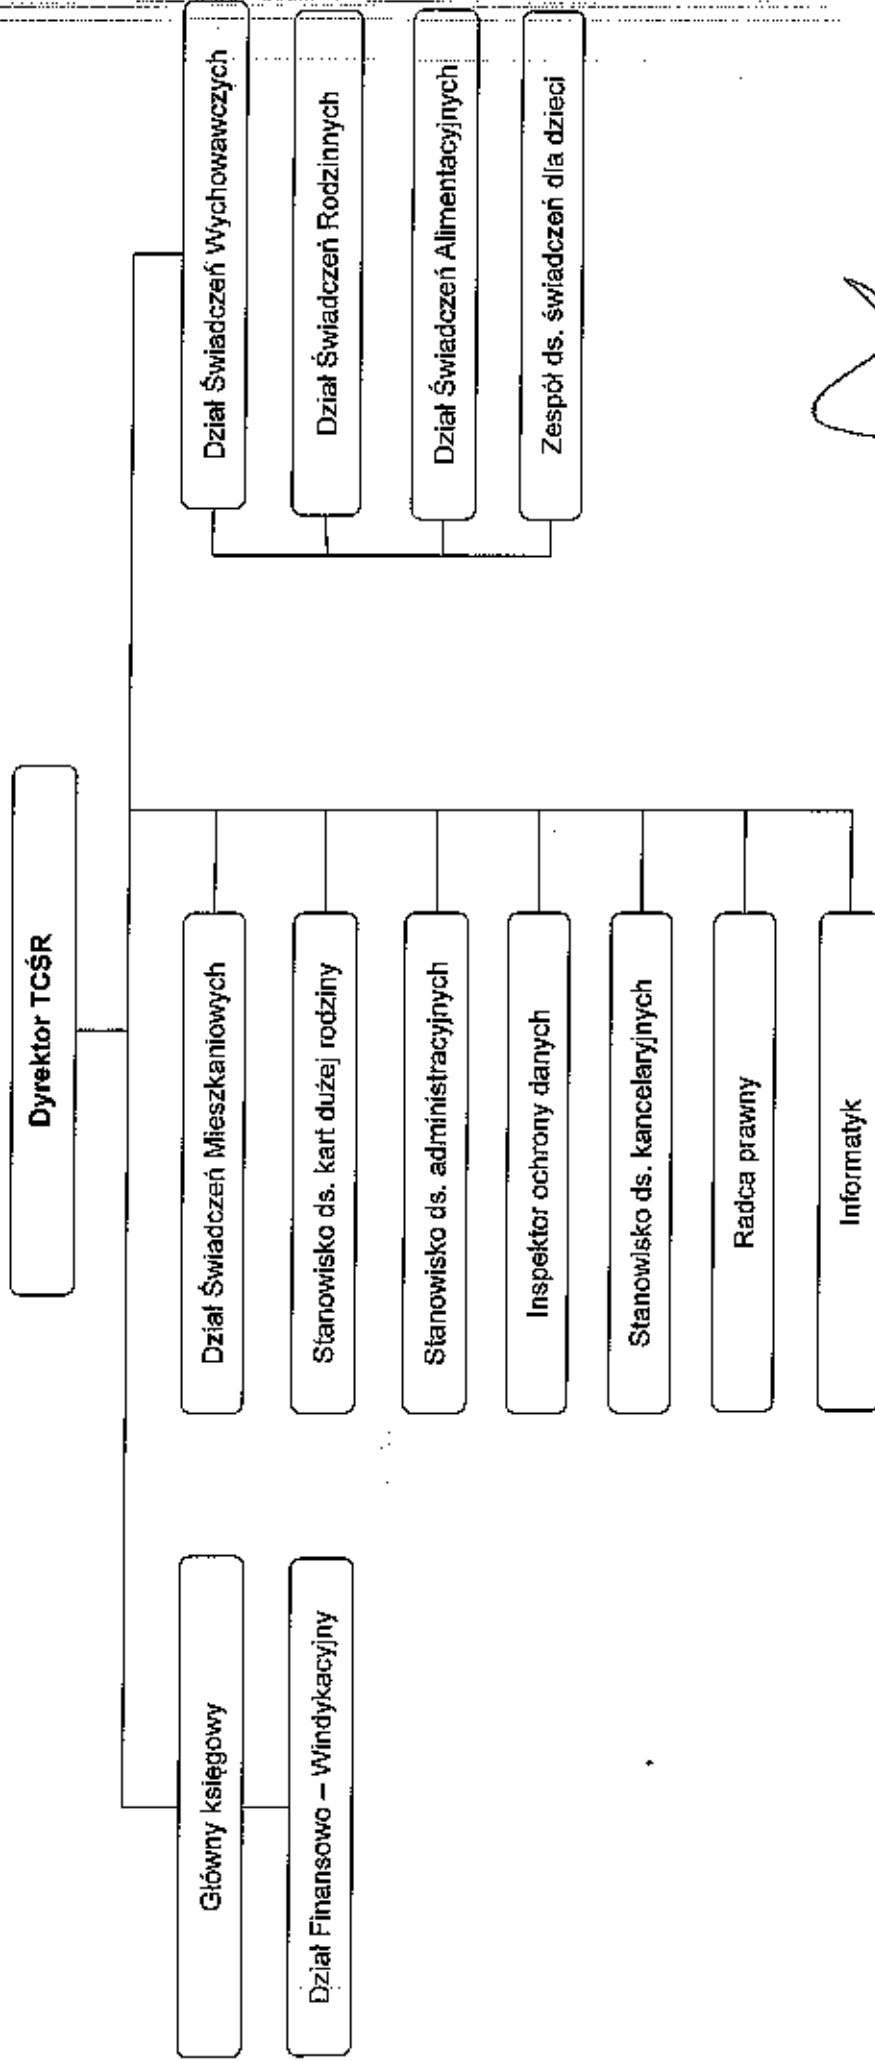 Dyrektor TCŚR
Główny księgowy
Dział Finansowo – Windykacyjny
Dział Świadczeń Mieszkaniowych
Stanowisko ds. kart dużej rodziny
Stanowisko ds. administracyjnych
Inspektor ochrony danych
Stanowisko ds. kancelaryjnych
Radca prawny
Informatyk
Dział Świadczeń Wychowawczych
Dział Świadczeń Rodzinnych
Dział Świadczeń Alimentacyjnych
Zespół ds. świadczeń dla dzieci